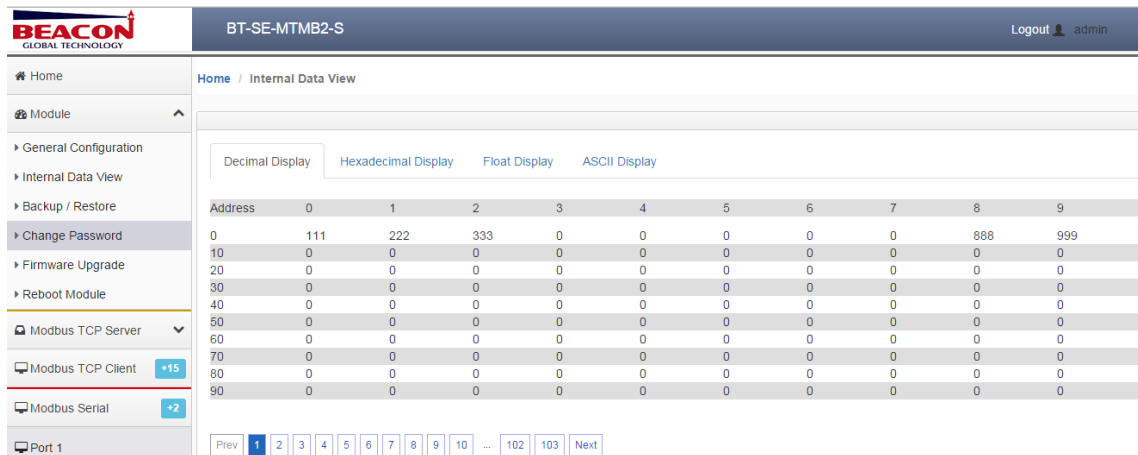 BEACON
GLOBAL TECHNOLOGY
BT-SE-MTMB2-S
Logout admin
Home
Module
General Configuration
Internal Data View
Backup / Restore
Change Password
Firmware Upgrade
Reboot Module
Modbus TCP Server
Modbus TCP Client +15
Modbus Serial +2
Port 1
Home / Internal Data View
Decimal Display Hexadecimal Display Float Display ASCII Display
Address 0 1 2 3 4 5 6 7 8 9
0 111 222 333 0 0 0 0 0 888 999
10 0 0 0 0 0 0 0 0 0 0
20 0 0 0 0 0 0 0 0 0 0
30 0 0 0 0 0 0 0 0 0 0
40 0 0 0 0 0 0 0 0 0 0
50 0 0 0 0 0 0 0 0 0 0
60 0 0 0 0 0 0 0 0 0 0
70 0 0 0 0 0 0 0 0 0 0
80 0 0 0 0 0 0 0 0 0 0
90 0 0 0 0 0 0 0 0 0 0
Prev 1 2 3 4 5 6 7 8 9 10 ... 102 103 Next